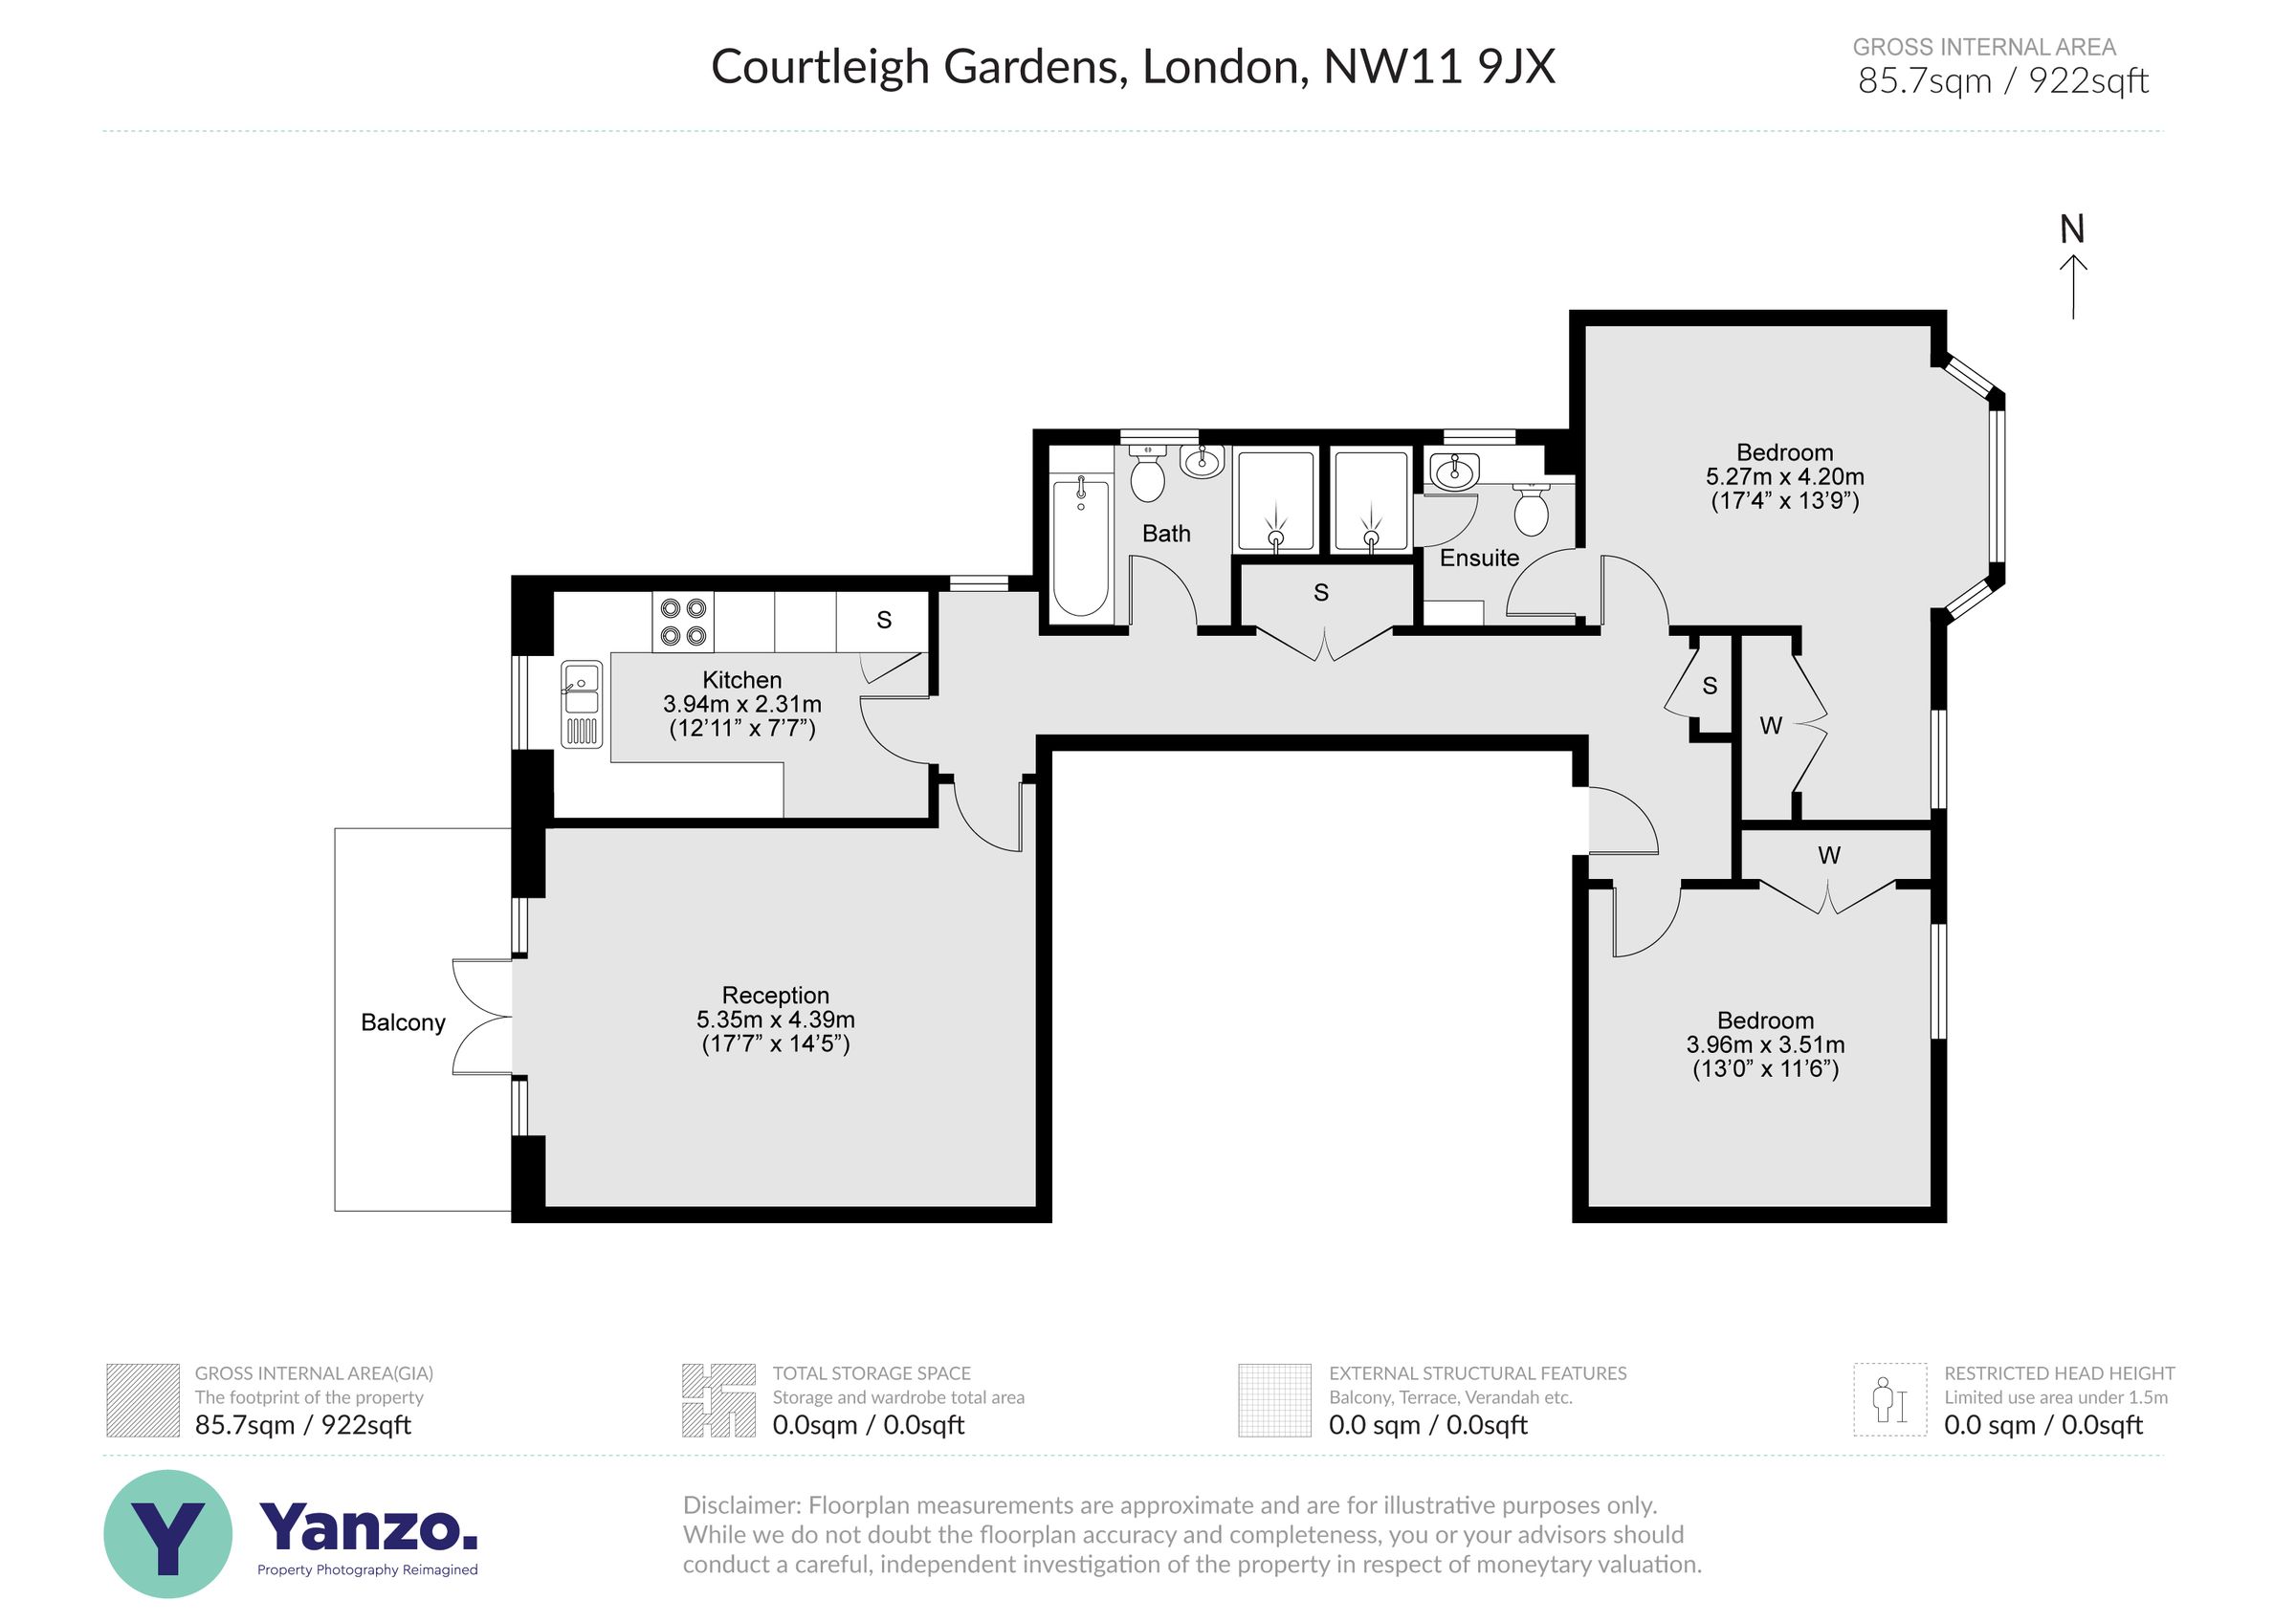 Courtleigh Gardens, London, NW11 9JX
GROSS INTERNAL AREA
85.7sqm / 922sqft
N
Bedroom
5.27m x 4.20m
(17'4” x 13'9”)
Bath
Ensuite
S
S
Kitchen
3.94m x 2.31m
(12'11” x 7'7”)
S
W
W
Balcony
Reception
5.35m x 4.39m
(17'7” x 14'5”)
Bedroom
3.96m x 3.51m
(13'0” x 11'6”)
GROSS INTERNAL AREA(GIA)
The footprint of the property
85.7sqm / 922sqft
TOTAL STORAGE SPACE
Storage and wardrobe total area
0.0sqm / 0.0sqft
EXTERNAL STRUCTURAL FEATURES
Balcony, Terrace, Verandah etc.
0.0 sqm / 0.0sqft
RESTRICTED HEAD HEIGHT
Limited use area under 1.5m
0.0 sqm / 0.0sqft
Y
Yanzo.
Property Photography Reimagined
Disclaimer: Floorplan measurements are approximate and are for illustrative purposes only.
While we do not doubt the floorplan accuracy and completeness, you or your advisors should
conduct a careful, independent investigation of the property in respect of moneytary valuation.